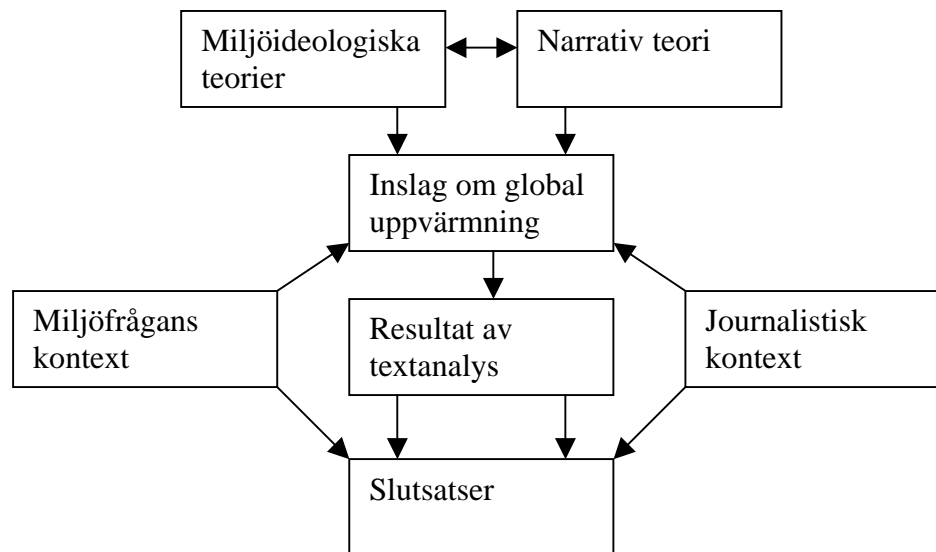 Miljöideologiska
teorier
Narrativ teori
Inslag om global
uppvärmning
Miljöfrågans
kontext
Resultat av
textanalys
Journalistisk
kontext
Slutsatser